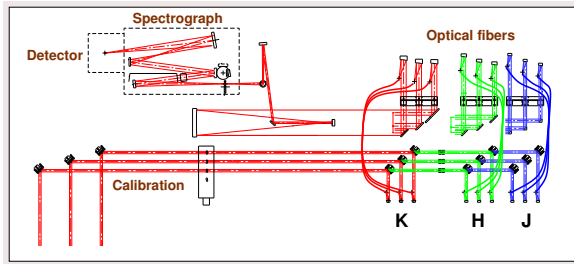 Spectrograph
Optical fibers
Detector
Calibration
K H J